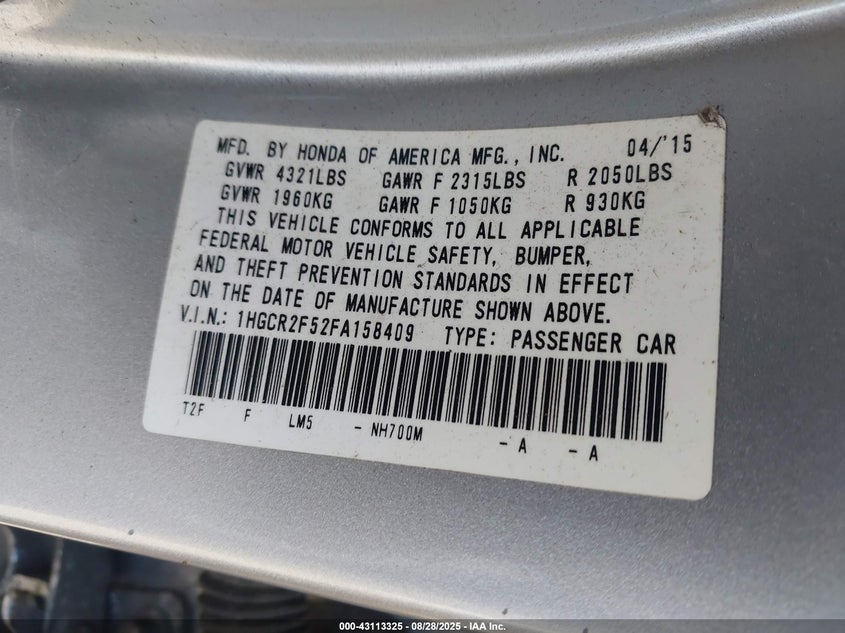 MFD. BY HONDA OF AMERICA MFG., INC. 04/'15
GVWR 4321LBS GAWR F 2315LBS R 2050LBS
GVWR 1960KG GAWR F 1050KG R 930KG
THIS VEHICLE CONFORMS TO ALL APPLICABLE
FEDERAL MOTOR VEHICLE SAFETY, BUMPER,
AND THEFT PREVENTION STANDARDS IN EFFECT
ON THE DATE OF MANUFACTURE SHOWN ABOVE.
V.I.N.: 1HGCR2F52FA158409 TYPE: PASSENGER CAR
T2F F LM5 - NH700M - A - A
000-43113325 - 08/28/2025 - IAA Inc.